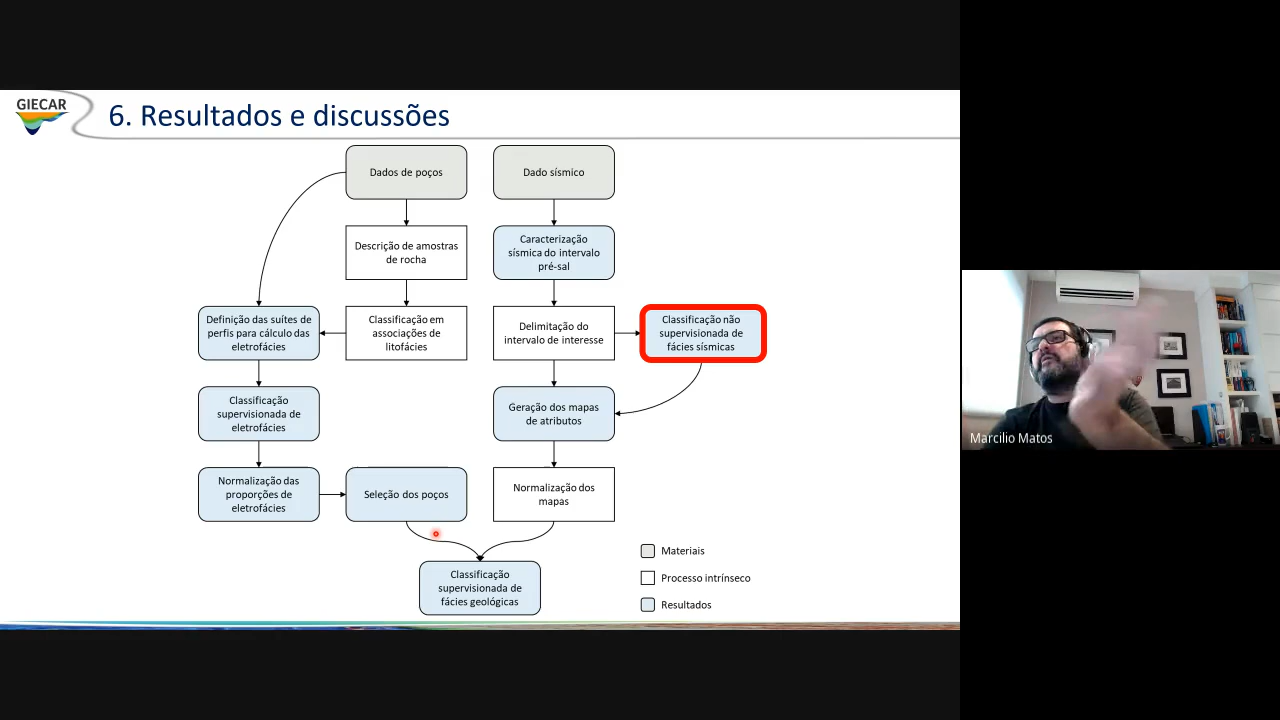 GIECAR
6. Resultados e discussões
Dados de poços
Dado sísmico
Descrição de amostras
de rocha
Caracterização
sísmica do intervalo
pré-sal
Definição das suítes de
perfis para cálculo das
eletrofácies
Classificação em
associações de
litofácies
Delimitação do
intervalo de interesse
Classificação não
supervisionada de
fácies sísmicas
Classificação
supervisionada de
eletrofácies
Geração dos mapas
de atributos
Normalização das
proporções de
eletrofácies
Seleção dos poços
Normalização dos
mapas
Classificação
supervisionada de
fácies geológicas
Materiais
Processo intrínseco
Resultados
Marcilio Matos